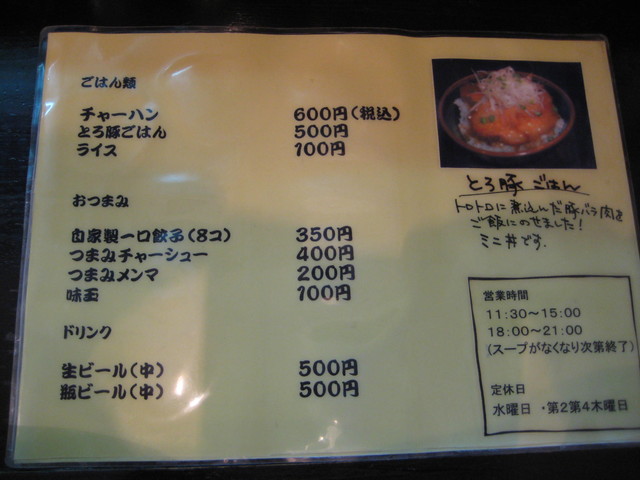 ごはん類
チャーハン 600円(税込)
とろ豚ごはん 500円
ライス 100円
おつまみ
自家製一口餃子(8コ) 350円
つまみチャーシュー 400円
つまみメンマ 200円
味玉 100円
ドリンク
生ビール(中) 500円
瓶ビール(中) 500円
とろ豚ごはん
トロトロに煮込んだ豚バラ肉を
ご飯にのせました!
ミニ丼です.
営業時間
11:30～15:00
18:00～21:00
(スープがなくなり次第終了)
定休日
水曜日・第2第4木曜日